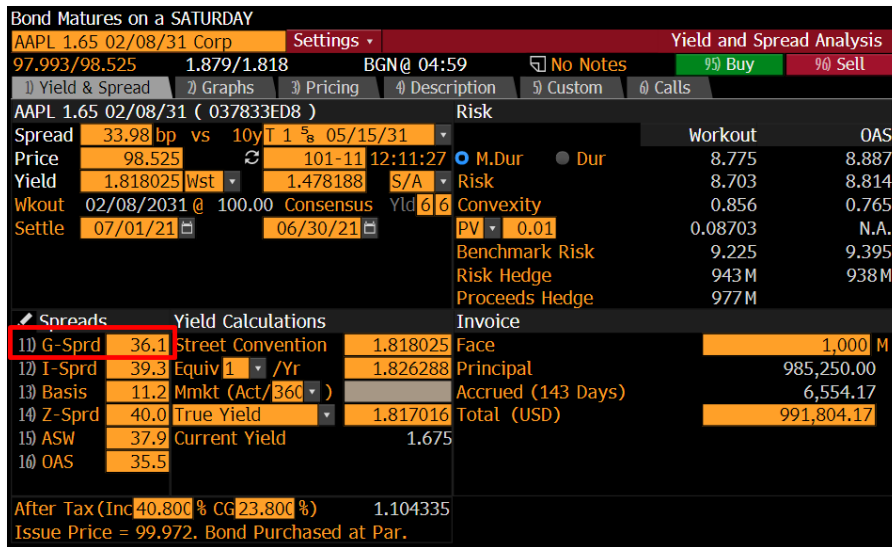 Bond Matures on a SATURDAY
AAPL 1.65 02/08/31 Corp Settings Yield and Spread Analysis
97.993/98.525 1.879/1.818 BGN@ 04:59 No Notes 95) Buy 96) Sell
1) Yield & Spread 2) Graphs 3) Pricing 4) Description 5) Custom 6) Calls
AAPL 1.65 02/08/31 ( 037833ED8 ) Risk
Spread 33.98 bp vs 10y T 1 5/8 05/15/31 Workout OAS
Price 98.525 101-11 12:11:27 M.Dur Dur 8.775 8.887
Yield 1.818025 Wst 1.478188 S/A Risk 8.703 8.814
Wkout 02/08/2031 @ 100.00 Consensus Yld 6 6 Convexity 0.856 0.765
Settle 07/01/21 06/30/21 PV 0.01 0.08703 N.A.
Benchmark Risk 9.225 9.395
Risk Hedge 943 M 938 M
Proceeds Hedge 977 M
Spreads Yield Calculations Invoice
11) G-Sprd 36.1 Street Convention 1.818025 Face 1,000 M
12) I-Sprd 39.3 Equiv 1 /Yr 1.826288 Principal 985,250.00
13) Basis 11.2 Mmkt (Act/ 360 ) Accrued (143 Days) 6,554.17
14) Z-Sprd 40.0 True Yield 1.817016 Total (USD) 991,804.17
15) ASW 37.9 Current Yield 1.675
16) OAS 35.5
After Tax (Inc 40.800 % CG 23.800 %) 1.104335
Issue Price = 99.972. Bond Purchased at Par.